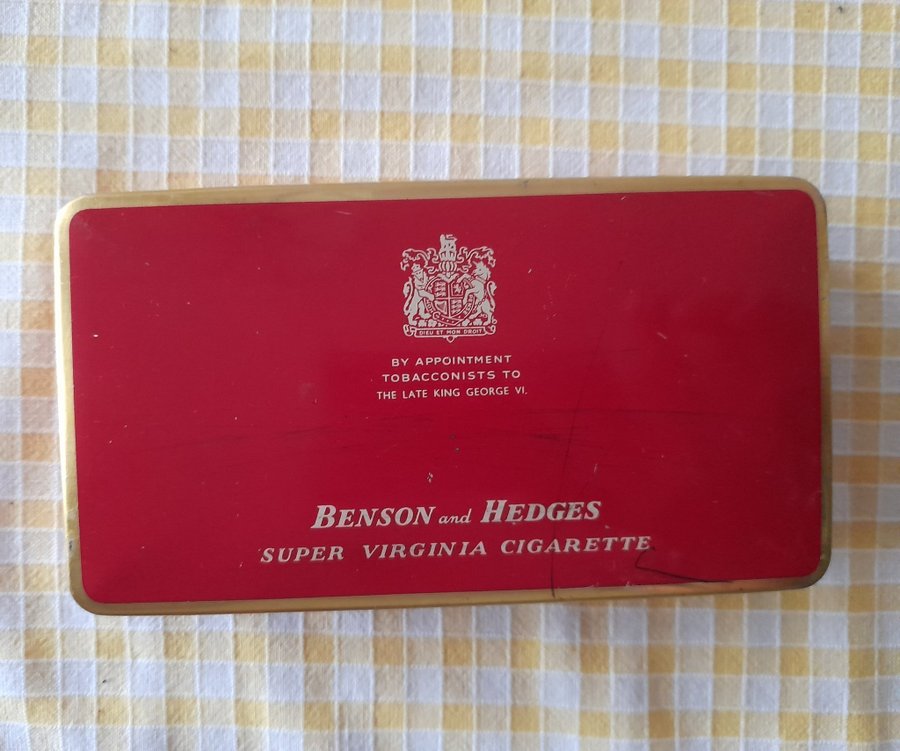 DIEU ET MON DROIT
BY APPOINTMENT
TOBACCONISTS TO
THE LATE KING GEORGE VI.
BENSON and HEDGES
SUPER VIRGINIA CIGARETTE